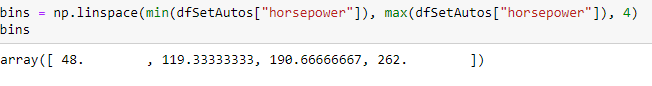 bins = np.linspace(min(dfSetAutos["horsepower"]), max(dfSetAutos["horsepower"]), 4)
bins
array([ 48.        , 119.33333333, 190.66666667, 262.        ])